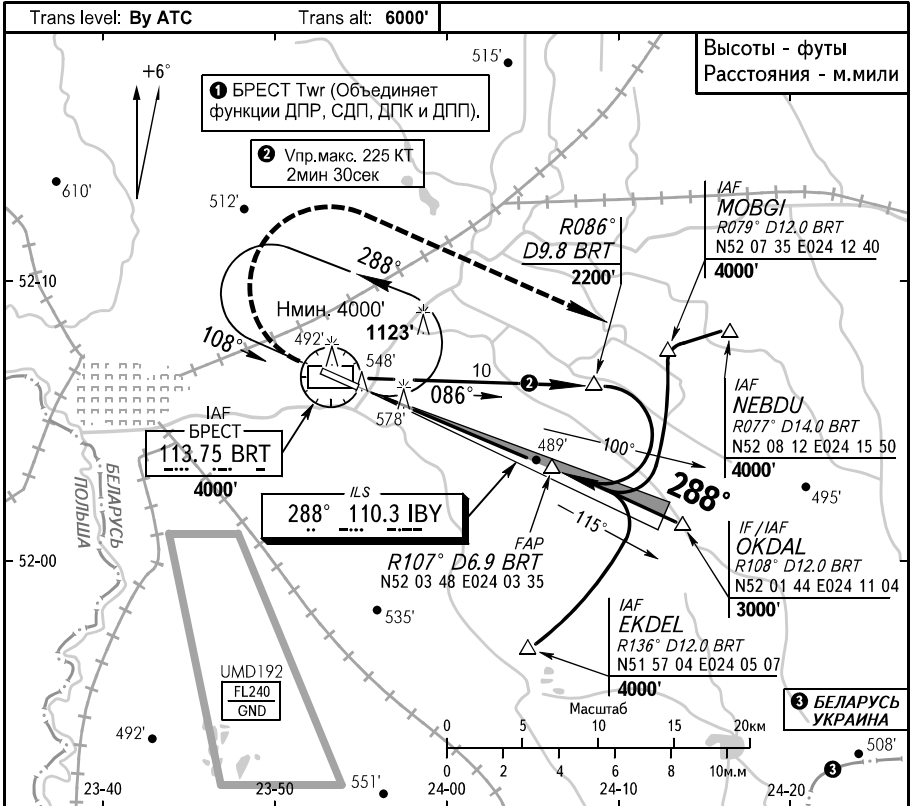 Trans level: By ATC Trans alt: 6000'
Высоты - футы
Расстояния - м.мили
+6°
515'
❶ БРЕСТ Twr (Объединяет
функции ДПР, СДП, ДПК и ДПП).
❷ Vпр.макс. 225 КТ
2мин 30сек
610'
512'
IAF
MOBGI
R079° D12.0 BRT
N52 07 35 E024 12 40
4000'
R086°
D9.8 BRT
2200'
288°
52-10
Hмин. 4000'
1123'
108°
492'
548'
10
❷
086°
578'
IAF
NEBDU
R077° D14.0 BRT
N52 08 12 E024 15 50
4000'
IAF
БРЕСТ
113.75 BRT
4000'
489'
100°
288°
495'
БЕЛАРУСЬ
ПОЛЬША
ILS
288° 110.3 IBY
115°
FAP
R107° D6.9 BRT
N52 03 48 E024 03 35
IF / IAF
OKDAL
R108° D12.0 BRT
N52 01 44 E024 11 04
3000'
52-00
535'
IAF
EKDEL
R136° D12.0 BRT
N51 57 04 E024 05 07
4000'
UMD192
FL240
GND
Масштаб
0 5 10 15 20км
0 2 4 6 8 10м.м
❸ БЕЛАРУСЬ
УКРАИНА
492'
508'
❸
551'
23-40 23-50 24-00 24-10 24-20